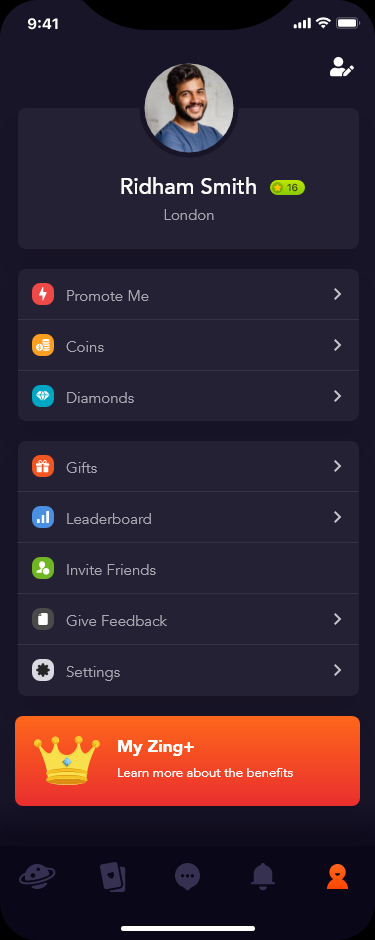 9:41
Ridham Smith 16
London
Promote Me
Coins
Diamonds
Gifts
Leaderboard
Invite Friends
Give Feedback
Settings
My Zing+
Learn more about the benefits